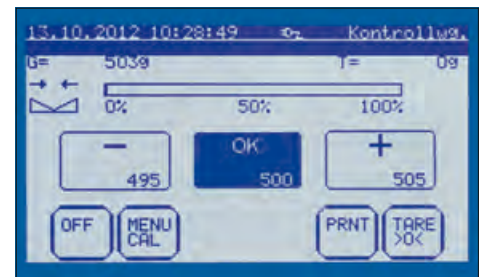 13.10.2012 10:28:49 Kontrollwg.
G= 503g T= 0g
→ ←
0% 50% 100%
− OK +
495 500 505
OFF MENU CAL PRNT TARE >0<